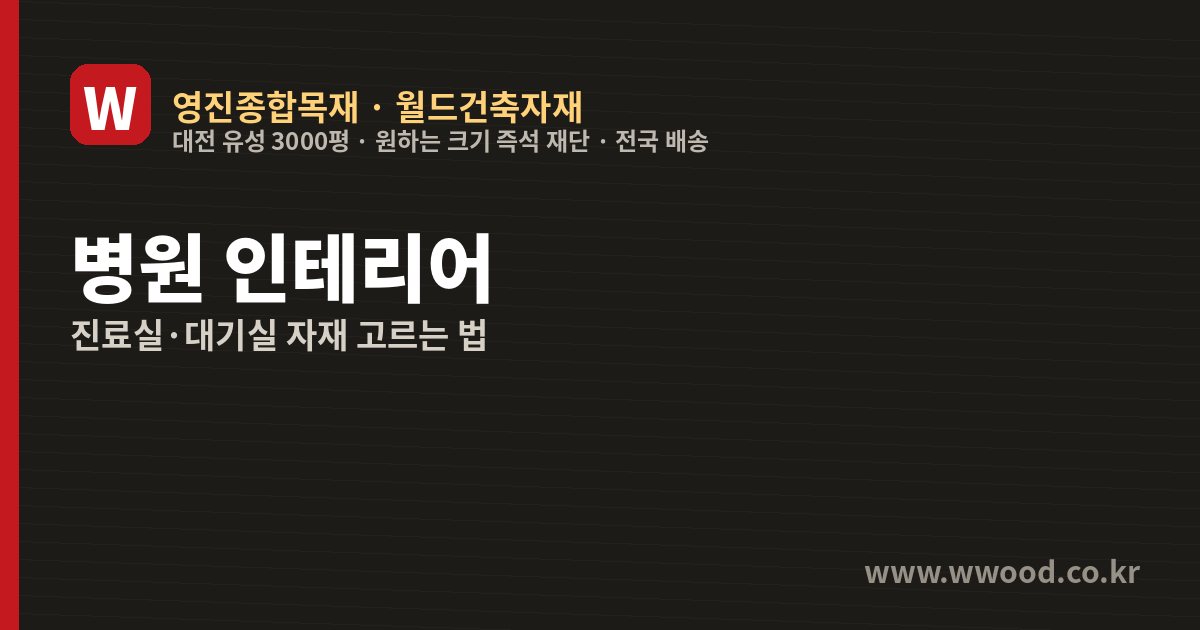 W
영진종합목재 · 월드건축자재
대전 유성 3000평 · 원하는 크기 즉석 재단 · 전국 배송
병원 인테리어
진료실·대기실 자재 고르는 법
www.wwood.co.kr